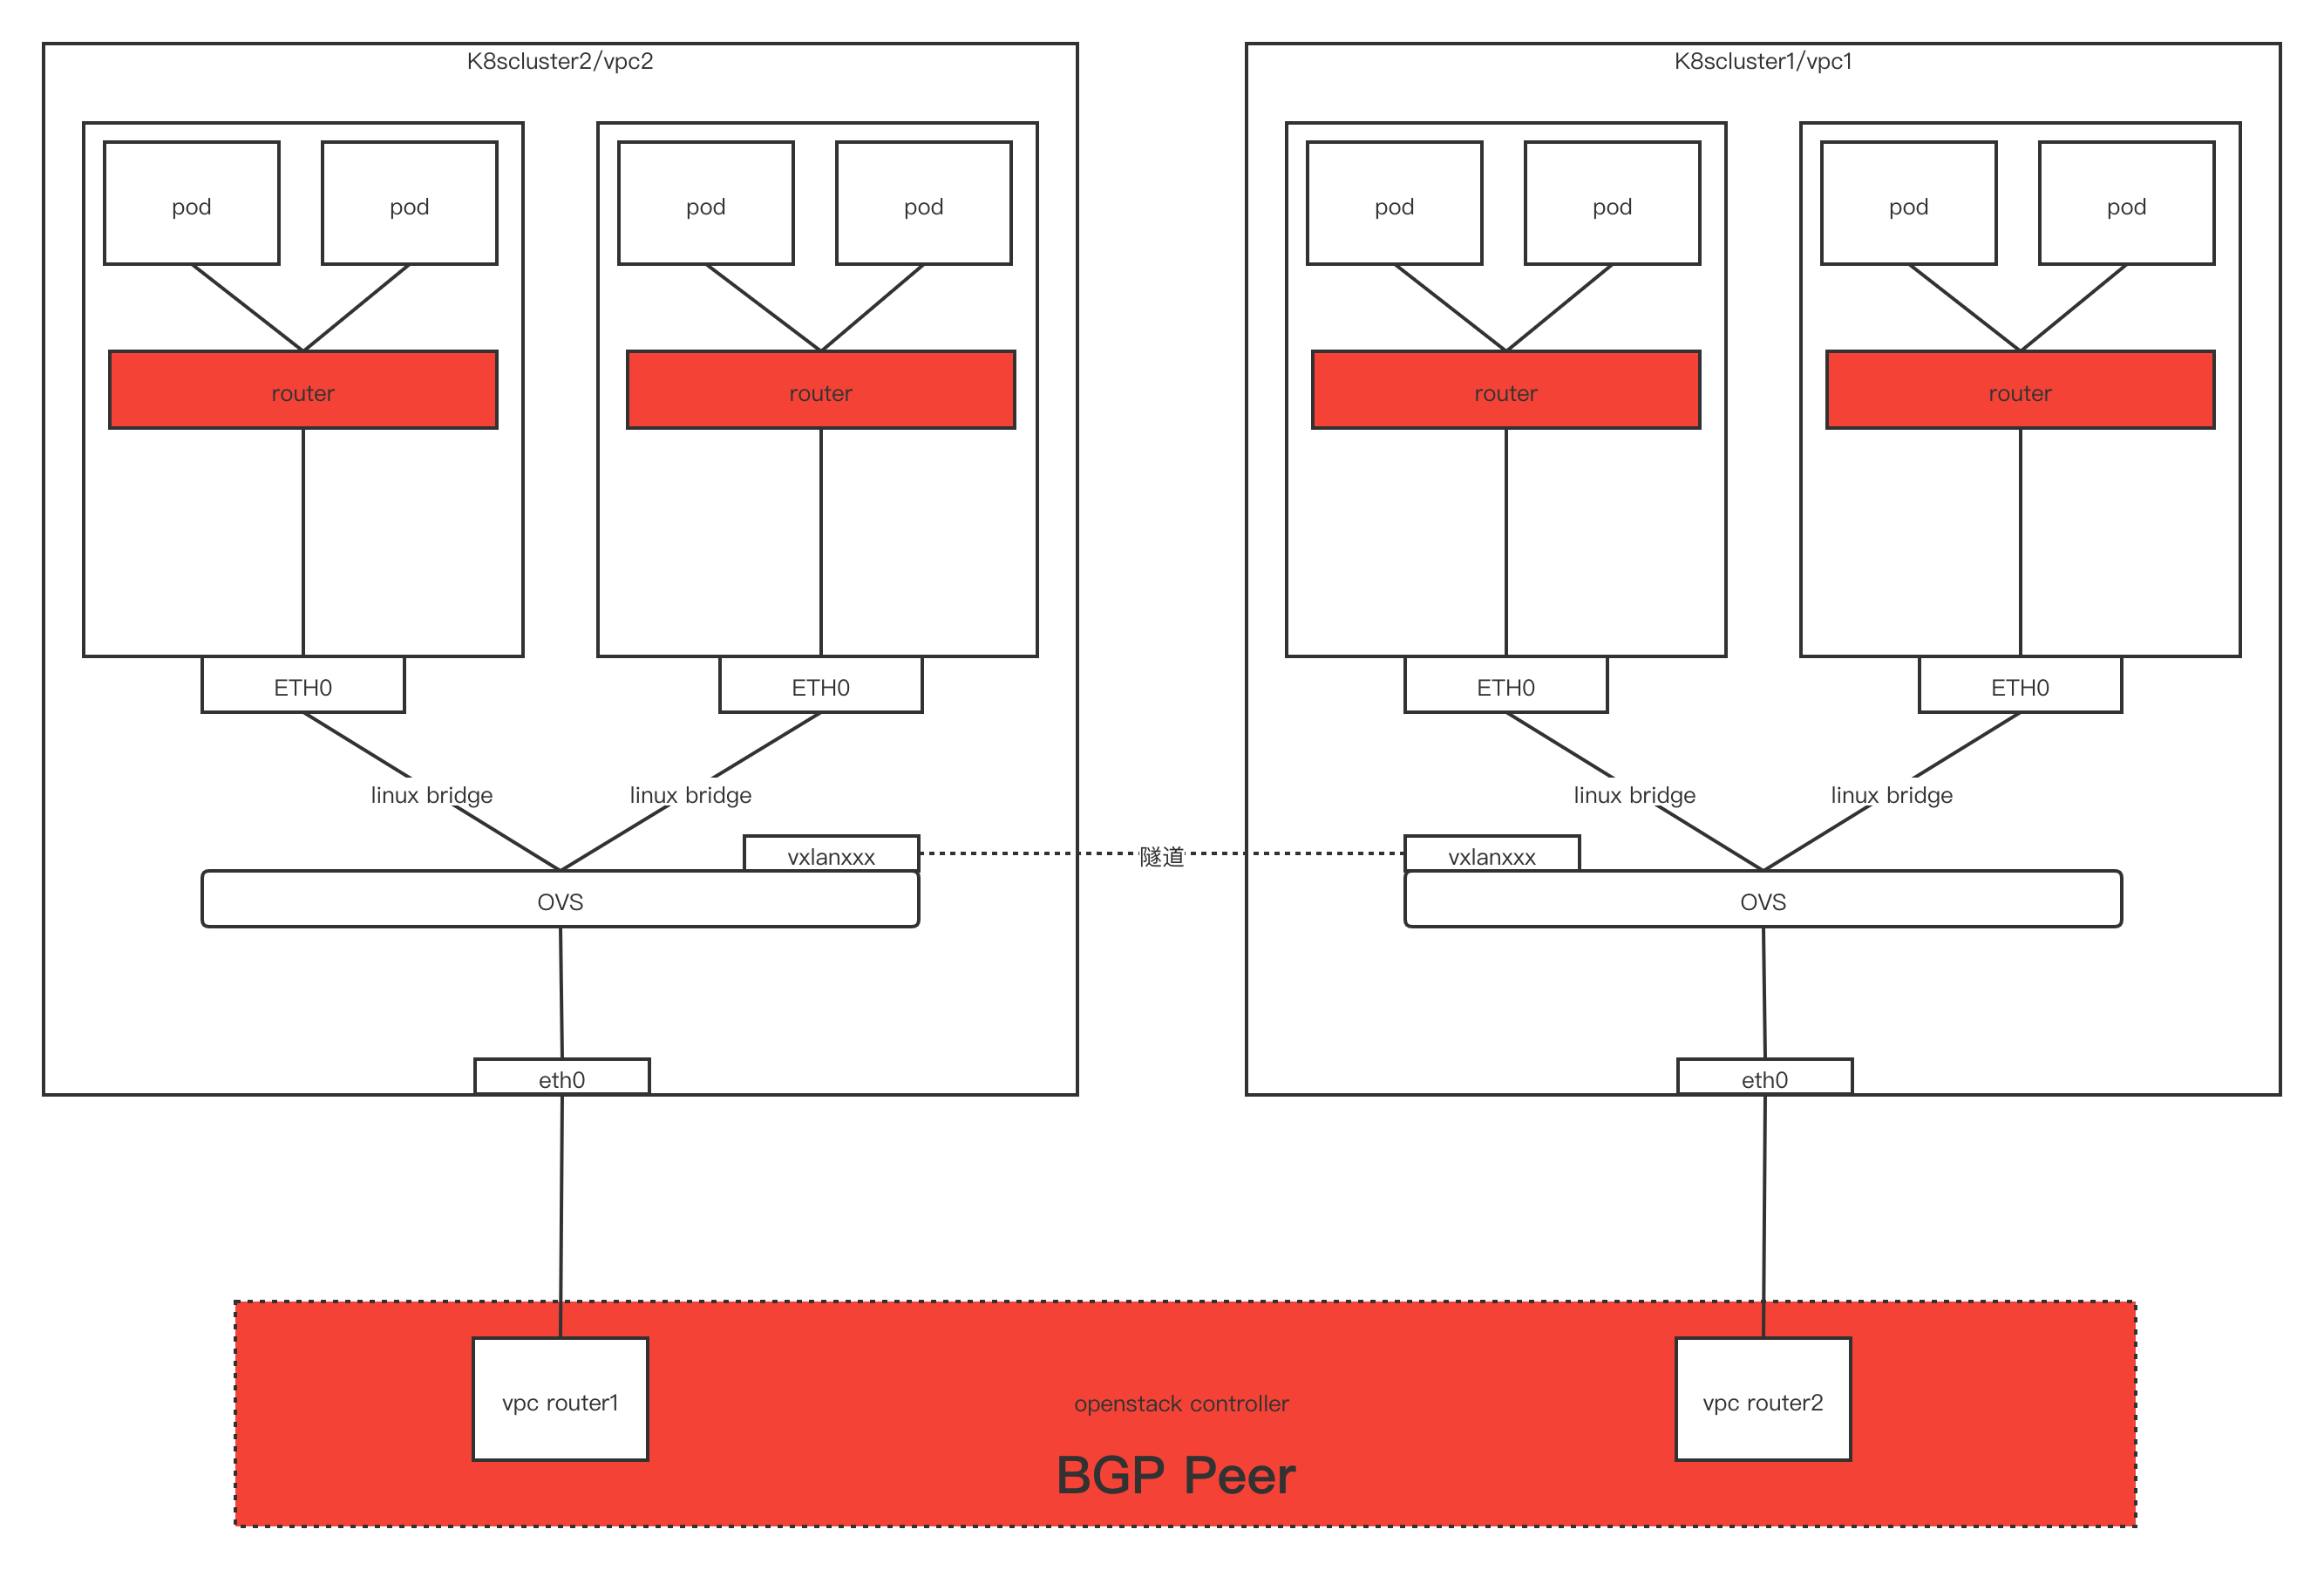 K8scluster2/vpc2
K8scluster1/vpc1
pod
pod
pod
pod
pod
pod
pod
pod
router
router
router
router
ETH0
ETH0
ETH0
ETH0
linux bridge
linux bridge
linux bridge
linux bridge
vxlanxxx
隧道
vxlanxxx
OVS
OVS
eth0
eth0
vpc router1
openstack controller
vpc router2
BGP Peer